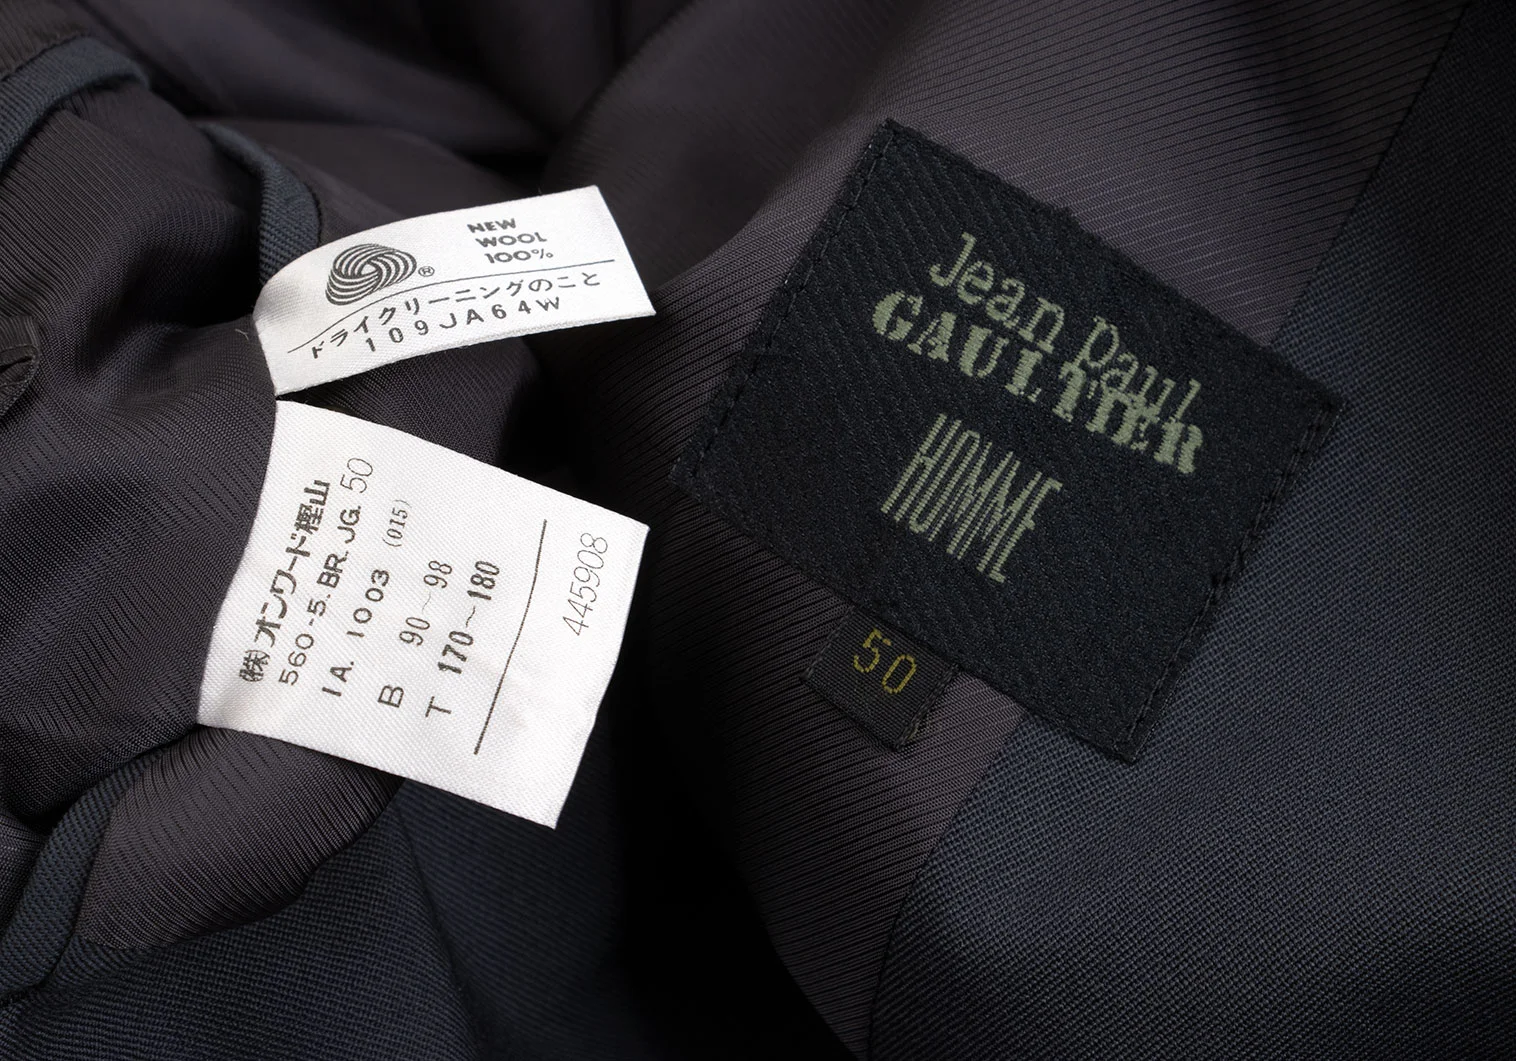 NEW
WOOL
100%
®
ドライクリーニングのこと
109JA64W
(株)オンワード樫山
560-5.BR.JG.50
1A.1003 (015)
B 90~98
T 170~180
445908
Jean Paul
GAULTIER
HOMME
50